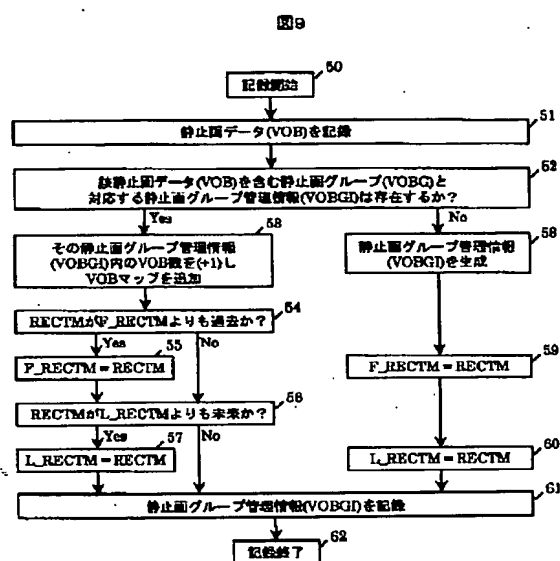 図9
50
記録開始
51
静止画データ(VOB)を記録
52
該静止画データ(VOB)を含む静止画グループ(VOBG)と
対応する静止画グループ管理情報(VOBGI)は存在するか?
Yes
No
53
その静止画グループ管理情報
(VOBGI)内のVOB数を(+1)し
VOBマップを追加
58
静止画グループ管理情報
(VOBGI)を生成
54
RECTMがF_RECTMよりも過去か?
Yes
55
No
F_RECTM=RECTM
59
F_RECTM=RECTM
56
RECTMがL_RECTMよりも未来か?
Yes
57
No
L_RECTM=RECTM
60
L_RECTM=RECTM
61
静止画グループ管理情報(VOBGI)を記録
62
記録終了